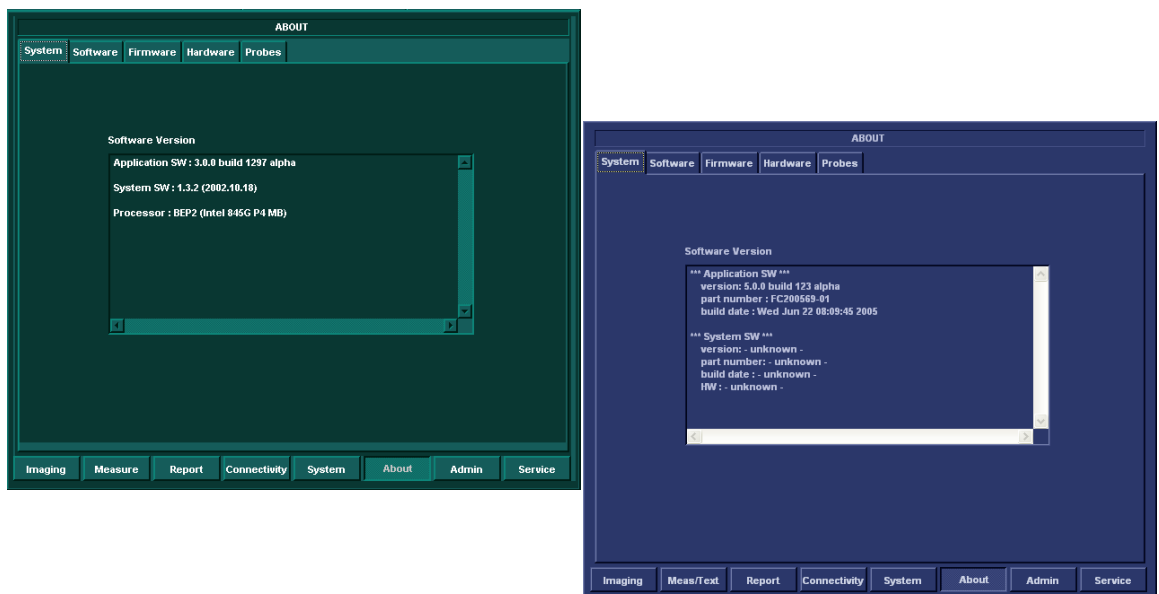 ABOUT
System Software Firmware Hardware Probes
Software Version
Application SW : 3.0.0 build 1297 alpha
System SW : 1.3.2 (2002.10.18)
Processor : BEP2 (Intel 845G P4 MB)
Imaging Measure Report Connectivity System About Admin Service
ABOUT
System Software Firmware Hardware Probes
Software Version
*** Application SW ***
version: 5.0.0 build 123 alpha
part number : FC200569-01
build date : Wed Jun 22 08:09:45 2005
*** System SW ***
version: - unknown -
part number: - unknown -
build date : - unknown -
HW : - unknown -
Imaging Meas/Text Report Connectivity System About Admin Service